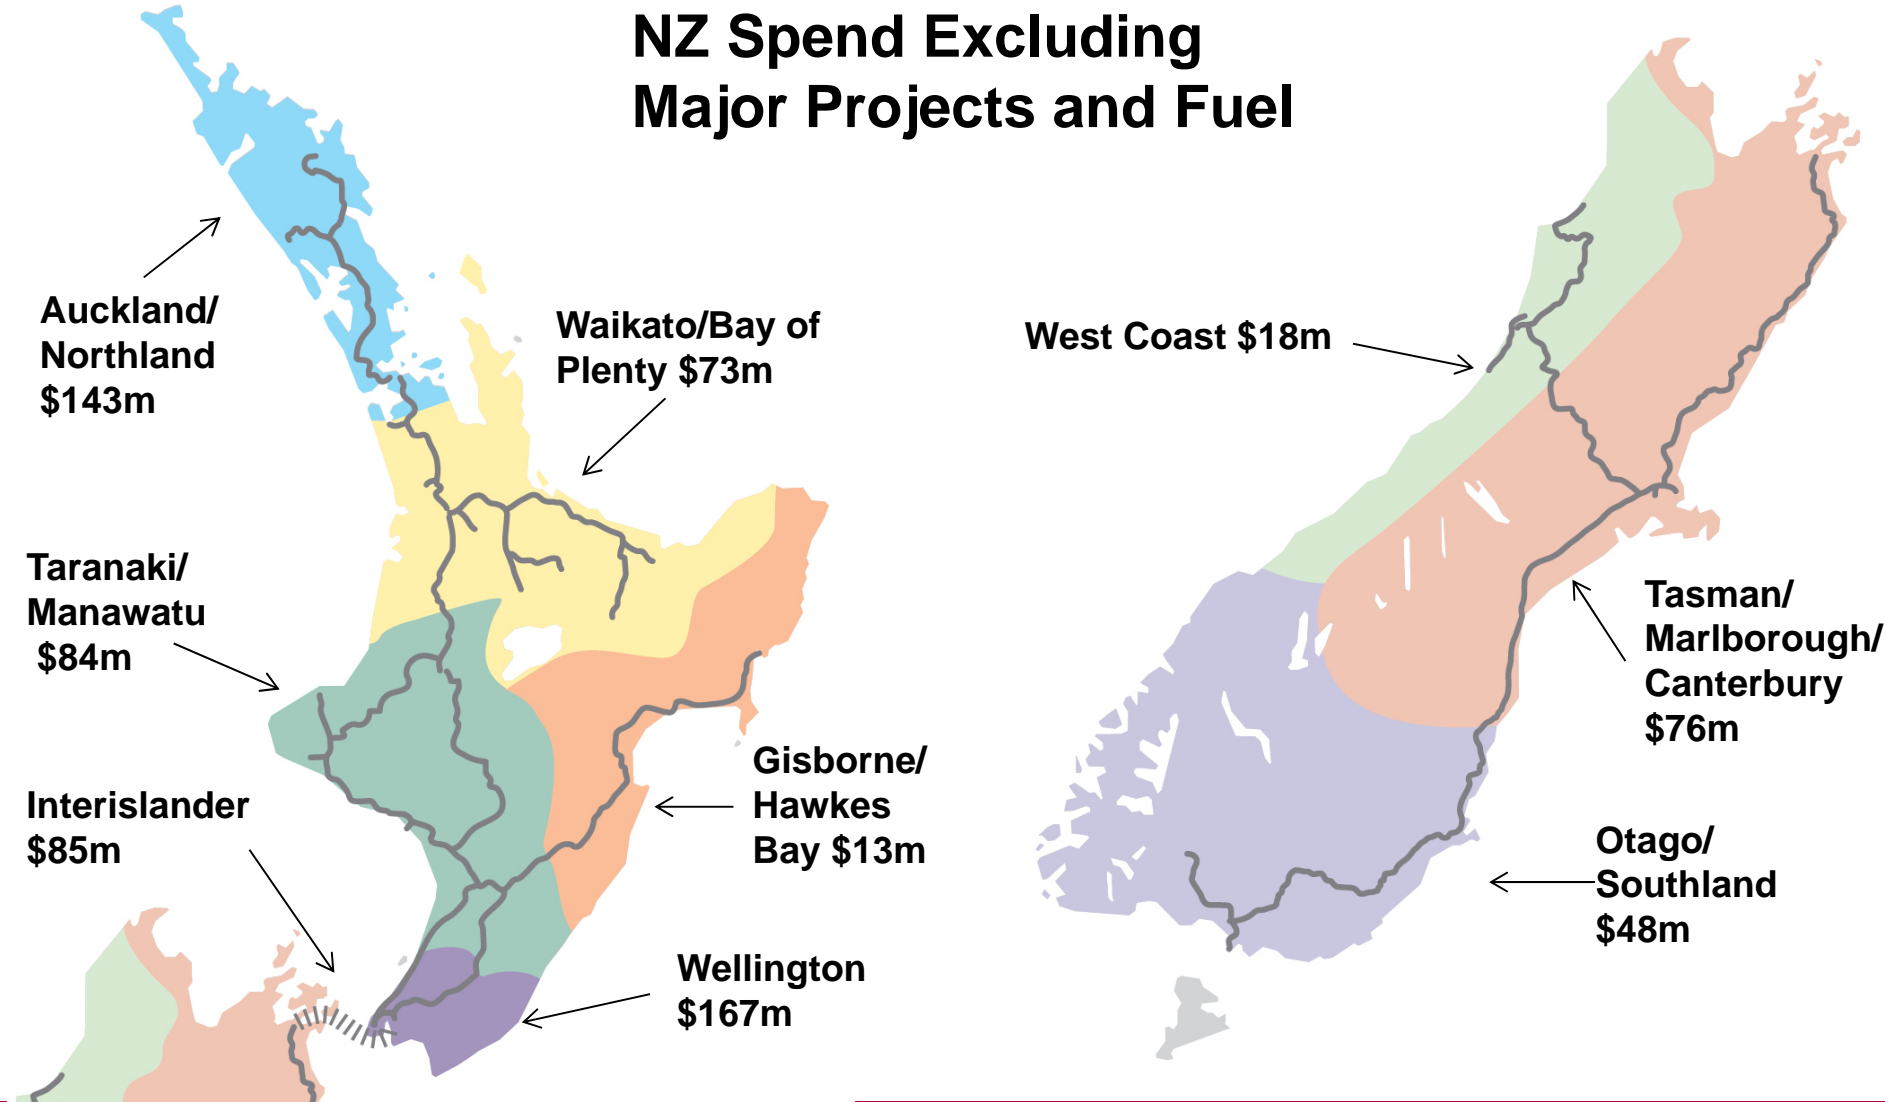 NZ Spend Excluding
Major Projects and Fuel
Auckland/
Northland
$143m
Waikato/Bay of
Plenty $73m
Taranaki/
Manawatu
$84m
Interislander
$85m
Gisborne/
Hawkes
Bay $13m
Wellington
$167m
West Coast $18m
Tasman/
Marlborough/
Canterbury
$76m
Otago/
Southland
$48m